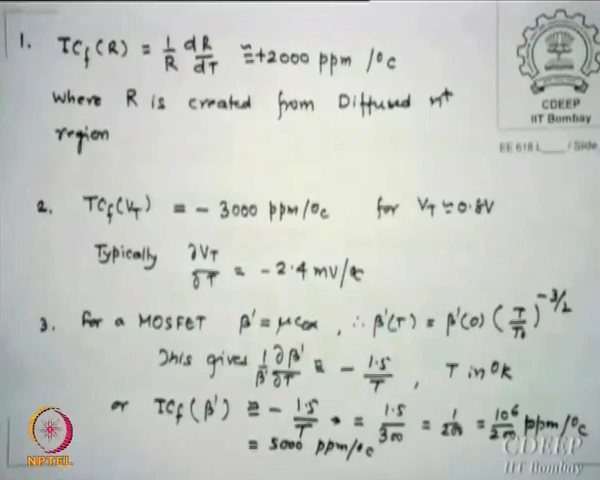 1. TCf(R) = 1/R dR/dT ≅ +2000 ppm /°C
CDEEP
IIT Bombay
where R is created from Diffused n+
region
EE 618 L___ / Slide
2. TCf(VT) = - 3000 ppm/°C for VT ≃ 0.8V
Typically ∂VT/∂T = -2.4 mV/°C
3. For a MOSFET β' = μCox, ∴ β'(T) = β'(0) (T/T0)^-3/2
This gives 1/β' ∂β'/∂T = - 1.5/T, T in °K
or TCf(β') ≅ - 1.5/T = 1.5/300 = 1/200 = 10^6/200 ppm/°C
= 5000 ppm/°C
NPTEL
CDEEP
IIT Bombay